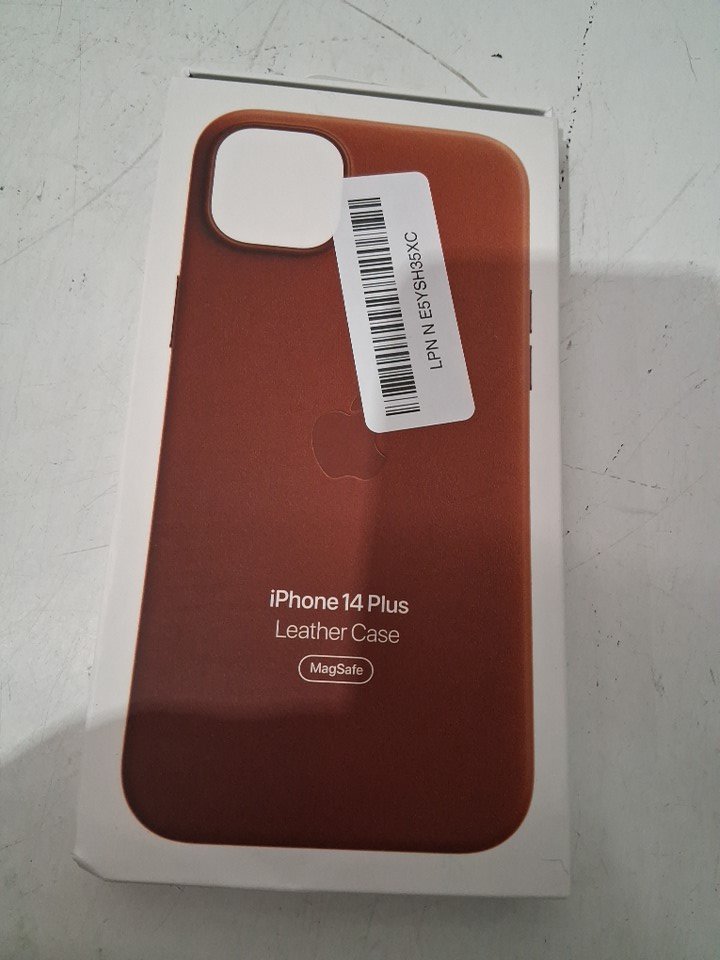 LPN N E5YSH35XC
iPhone 14 Plus
Leather Case
MagSafe